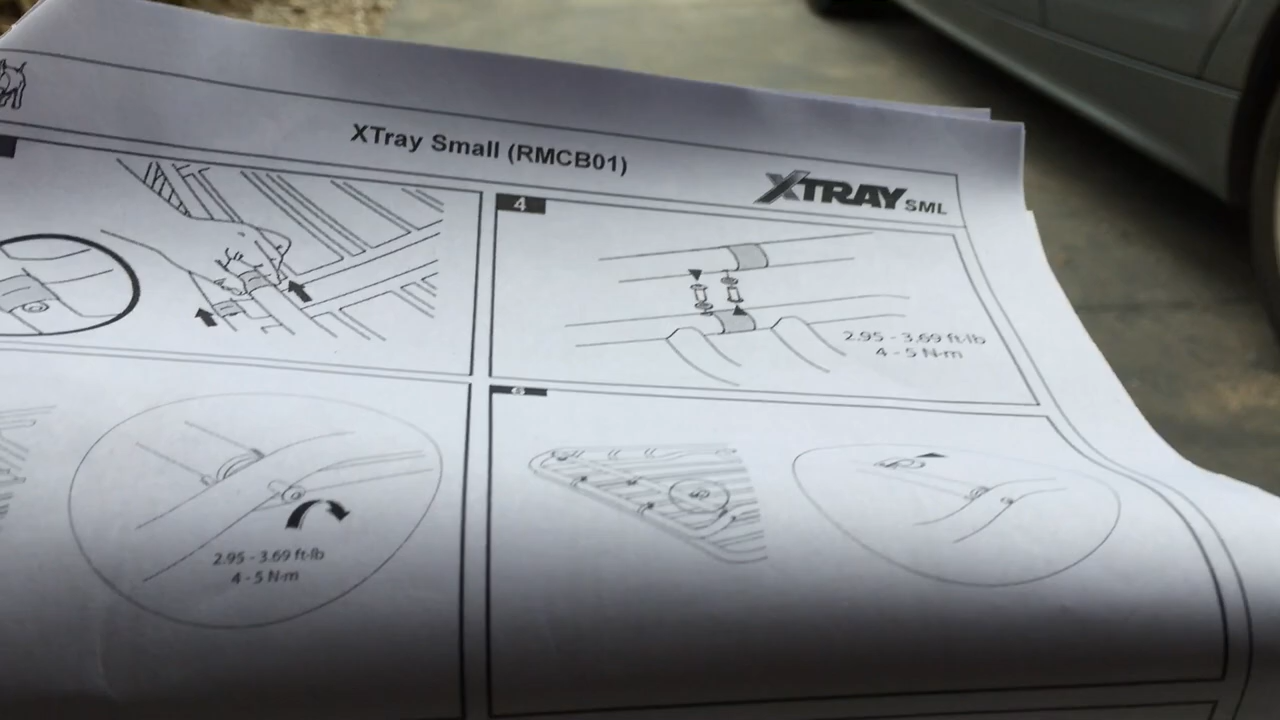 XTray Small (RMCB01)
XTRAY SML
4
2.95 - 3.69 ft-lb
4 - 5 N·m
6
2.95 - 3.69 ft-lb
4 - 5 N·m